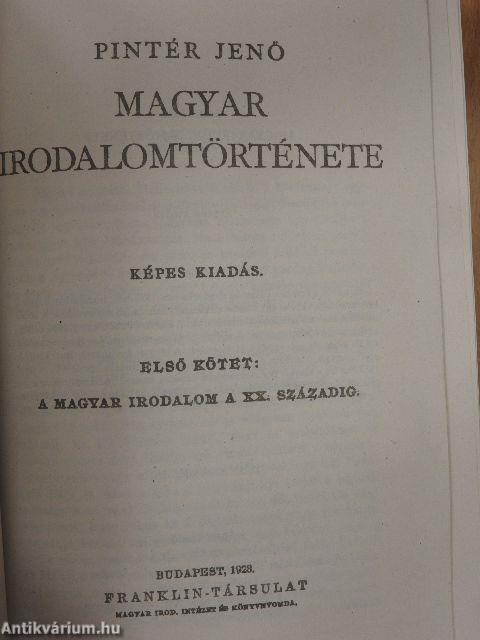 PINTÉR JENŐ
MAGYAR
IRODALOMTÖRTÉNETE
KÉPES KIADÁS.
ELSŐ KÖTET:
A MAGYAR IRODALOM A XX. SZÁZADIG.
BUDAPEST, 1928.
FRANKLIN-TÁRSULAT
MAGYAR IROD. INTÉZET ÉS KÖNYVNYOMDA.
Antikvárium.hu